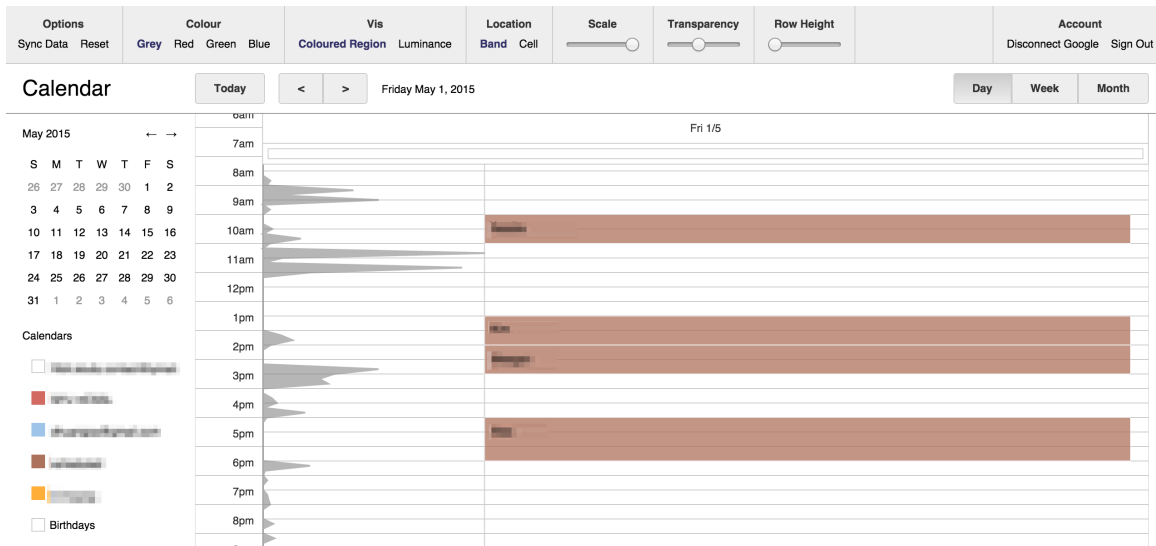 Options Colour Vis Location Scale Transparency Row Height Account
Sync Data Reset Grey Red Green Blue Coloured Region Luminance Band Cell Disconnect Google Sign Out
Calendar Today < > Friday May 1, 2015 Day Week Month
6am
Fri 1/5
May 2015 ← →
7am
S M T W T F S
8am
26 27 28 29 30 1 2
9am
3 4 5 6 7 8 9
10am
10 11 12 13 14 15 16
17 18 19 20 21 22 23
11am
24 25 26 27 28 29 30
12pm
31 1 2 3 4 5 6
1pm
Calendars
2pm
3pm
4pm
5pm
6pm
7pm
8pm
Birthdays